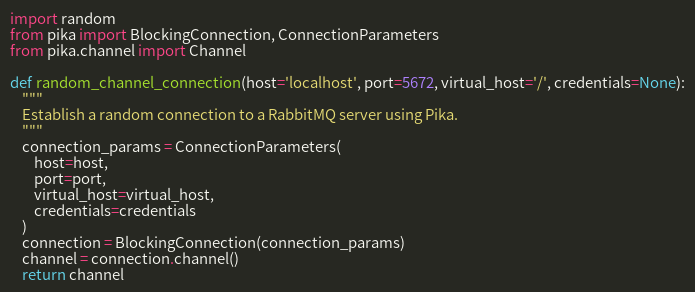 import random
from pika import BlockingConnection, ConnectionParameters
from pika.channel import Channel

def random_channel_connection(host='localhost', port=5672, virtual_host='/', credentials=None):
    """
    Establish a random connection to a RabbitMQ server using Pika.
    """
    connection_params = ConnectionParameters(
        host=host,
        port=port,
        virtual_host=virtual_host,
        credentials=credentials
    )
    connection = BlockingConnection(connection_params)
    channel = connection.channel()
    return channel